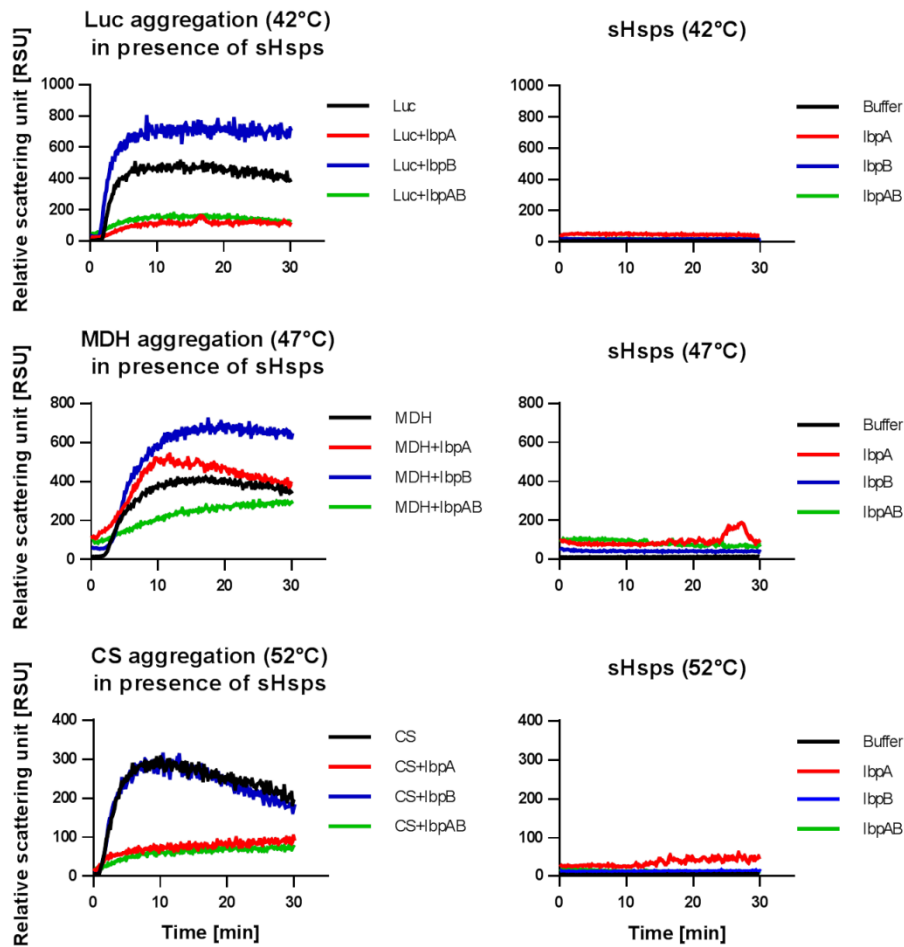 Luc aggregation (42°C)
in presence of sHsps
Relative scattering unit [RSU]
1000
800
600
400
200
0
0
10
20
30
Luc
Luc+IbpA
Luc+IbpB
Luc+IbpAB
sHsps (42°C)
1000
800
600
400
200
0
0
10
20
30
Buffer
IbpA
IbpB
IbpAB
MDH aggregation (47°C)
in presence of sHsps
Relative scattering unit [RSU]
800
600
400
200
0
0
10
20
30
MDH
MDH+IbpA
MDH+IbpB
MDH+IbpAB
sHsps (47°C)
800
600
400
200
0
0
10
20
30
Buffer
IbpA
IbpB
IbpAB
CS aggregation (52°C)
in presence of sHsps
Relative scattering unit [RSU]
400
300
200
100
0
0
10
20
30
Time [min]
CS
CS+IbpA
CS+IbpB
CS+IbpAB
sHsps (52°C)
400
300
200
100
0
0
10
20
30
Time [min]
Buffer
IbpA
IbpB
IbpAB